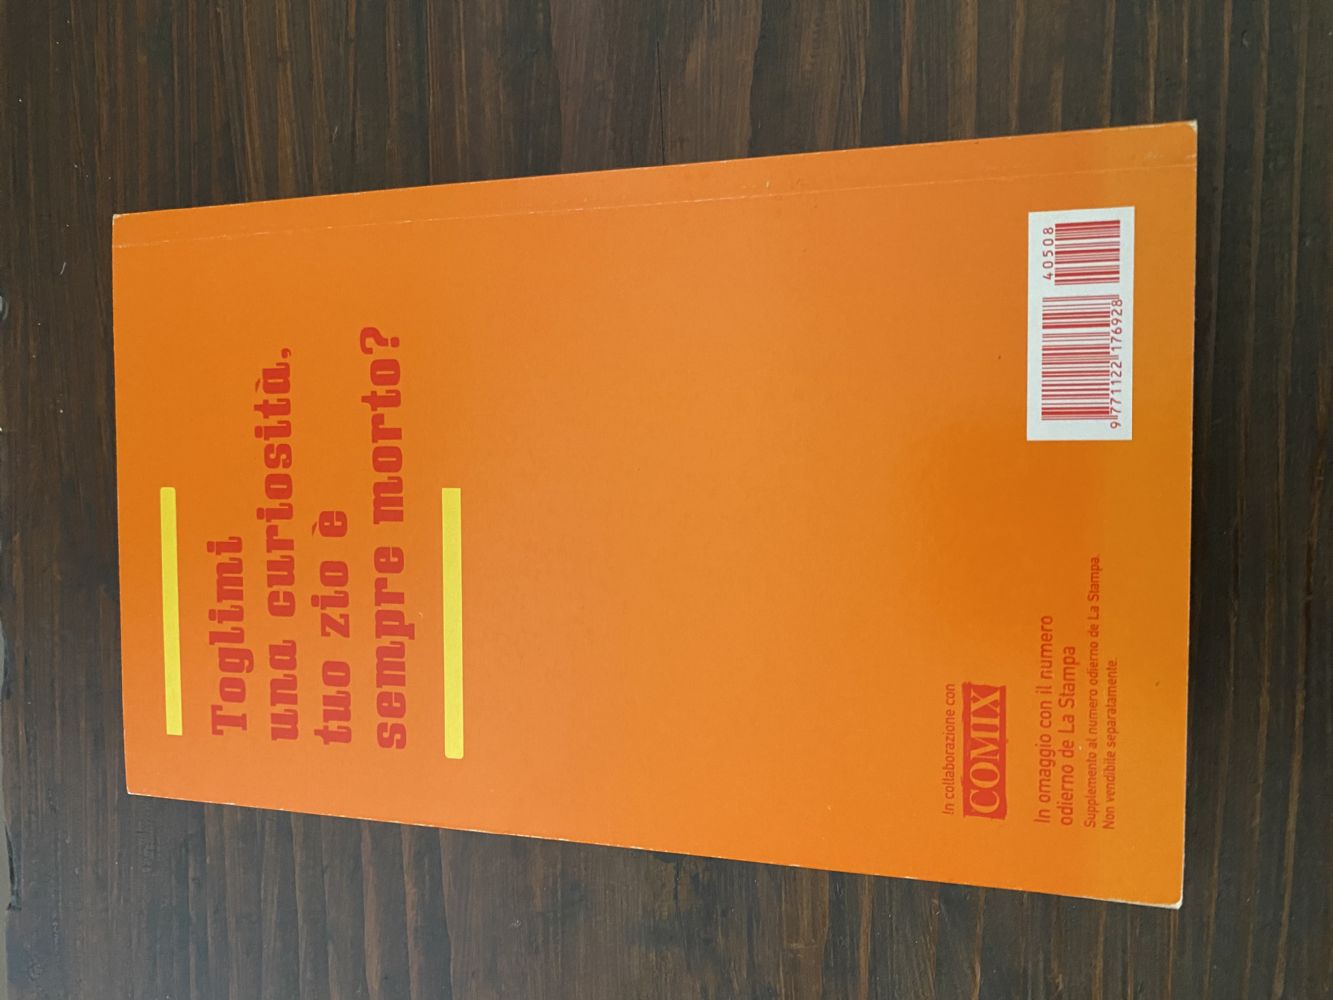 Toglimi
una curiosità,
tuo zio è
sempre morto?
In collaborazione con
COMIX
In omaggio con il numero
odierno de La Stampa
Supplemento al numero odierno de La Stampa.
Non vendibile separatamente.
40508
9 771122 176928